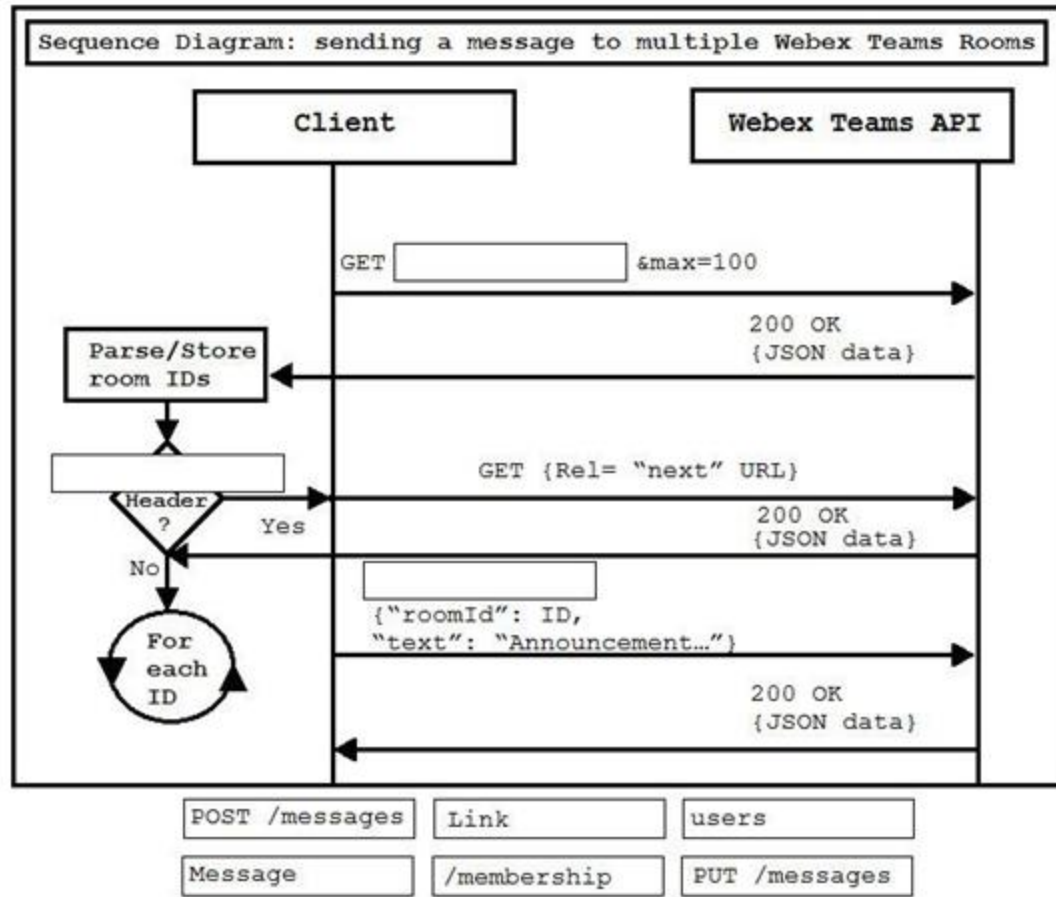 Sequence Diagram: sending a message to multiple Webex Teams Rooms
Client
Webex Teams API
GET &max=100
200 OK
{JSON data}
Parse/Store
room IDs
GET {Rel= “next” URL}
Header
?
Yes
200 OK
{JSON data}
No
{“roomId”: ID,
“text”: “Announcement…”}
For
each
ID
200 OK
{JSON data}
POST /messages
Link
users
Message
/membership
PUT /messages